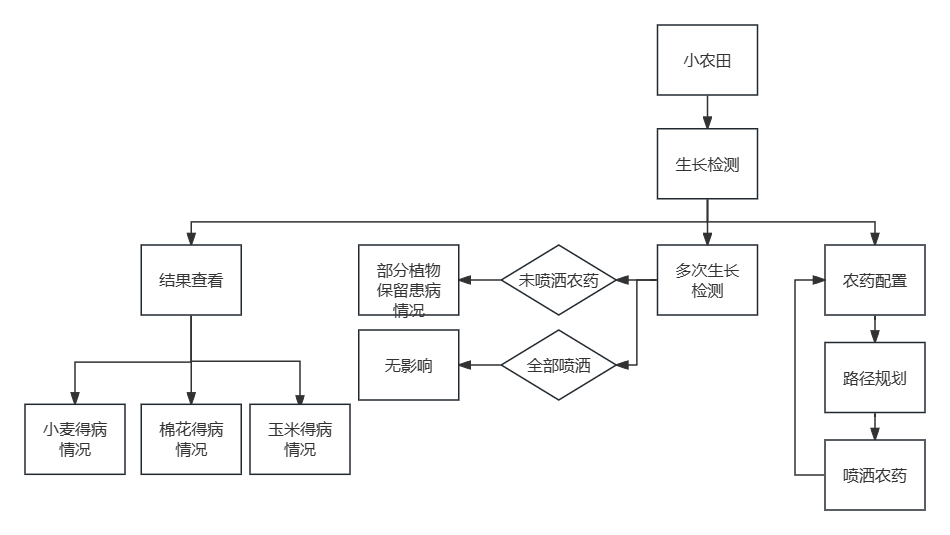 小农田
生长检测
结果查看
部分植物
保留患病
情况
未喷洒农药
多次生长
检测
农药配置
无影响
全部喷洒
路径规划
小麦得病
情况
棉花得病
情况
玉米得病
情况
喷洒农药